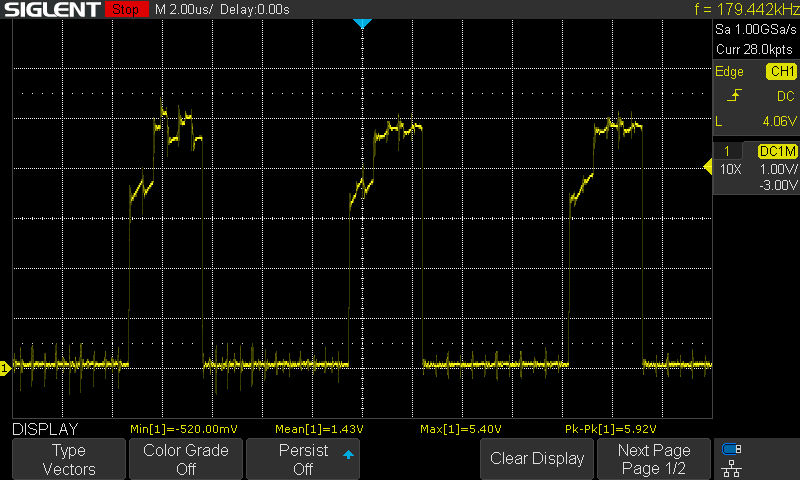 SIGLENT Stop M 2.00us/ Delay:0.00s f = 179.442kHz
Sa 1.00GSa/s
Curr 28.0kpts
Edge CH1
DC
L 4.06V
1 DC1M
10X 1.00V/
-3.00V
1
DISPLAY Min[1]=-520.00mV Mean[1]=1.43V Max[1]=5.40V Pk-Pk[1]=5.92V
Type
Vectors
Color Grade
Off
Persist
Off
Clear Display
Next Page
Page 1/2